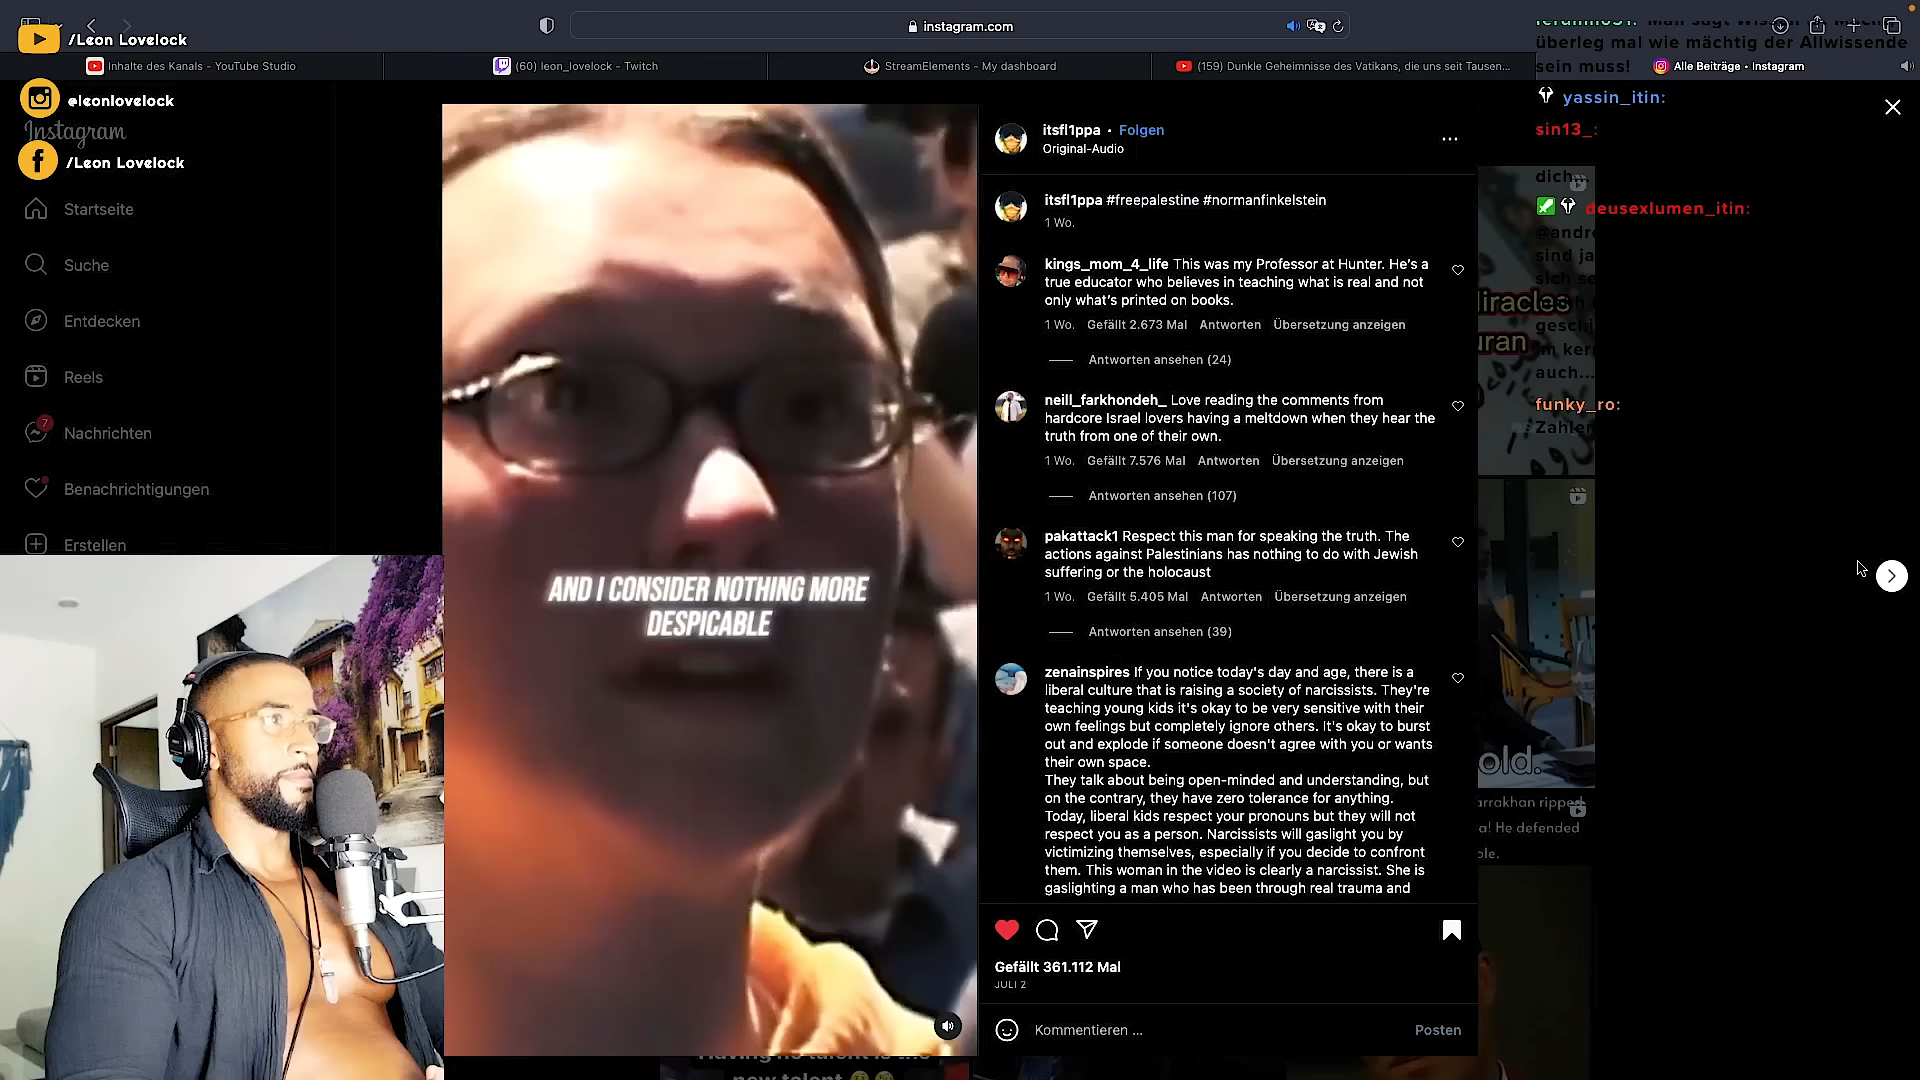 /Leon Lovelock
instagram.com
Inhalte des Kanals - YouTube Studio
(60) leon_lovelock - Twitch
StreamElements - My dashboard
(159) Dunkle Geheimnisse des Vatikans, die uns seit Tausen...
Alle Beiträge • Instagram
überleg mal wie mächtig der Allwissende
sein muss!
yassin_itin:
sin13_:
dich...
deusexlumen_itin:
sind ja
auch...
funky_ro:
@leonlovelock
Instagram
/Leon Lovelock
Startseite
Suche
Entdecken
Reels
7
Nachrichten
Benachrichtigungen
Erstellen
AND I CONSIDER NOTHING MORE
DESPICABLE
itsfl1ppa • Folgen
Original-Audio
itsfl1ppa #freepalestine #normanfinkelstein
1 Wo.
kings_mom_4_life This was my Professor at Hunter. He’s a
true educator who believes in teaching what is real and not
only what’s printed on books.
1 Wo. Gefällt 2.673 Mal Antworten Übersetzung anzeigen
Antworten ansehen (24)
neill_farkhondeh_ Love reading the comments from
hardcore Israel lovers having a meltdown when they hear the
truth from one of their own.
1 Wo. Gefällt 7.576 Mal Antworten Übersetzung anzeigen
Antworten ansehen (107)
pakattack1 Respect this man for speaking the truth. The
actions against Palestinians has nothing to do with Jewish
suffering or the holocaust
1 Wo. Gefällt 5.405 Mal Antworten Übersetzung anzeigen
Antworten ansehen (39)
zenainspires If you notice today's day and age, there is a
liberal culture that is raising a society of narcissists. They're
teaching young kids it's okay to be very sensitive with their
own feelings but completely ignore others. It's okay to burst
out and explode if someone doesn't agree with you or wants
their own space.
They talk about being open-minded and understanding, but
on the contrary, they have zero tolerance for anything.
Today, liberal kids respect your pronouns but they will not
respect you as a person. Narcissists will gaslight you by
victimizing themselves, especially if you decide to confront
them. This woman in the video is clearly a narcissist. She is
gaslighting a man who has been through real trauma and
Gefällt 361.112 Mal
JULI 2
Kommentieren ...
Posten
old.
arrakhan ripped
a! He defended
new talent